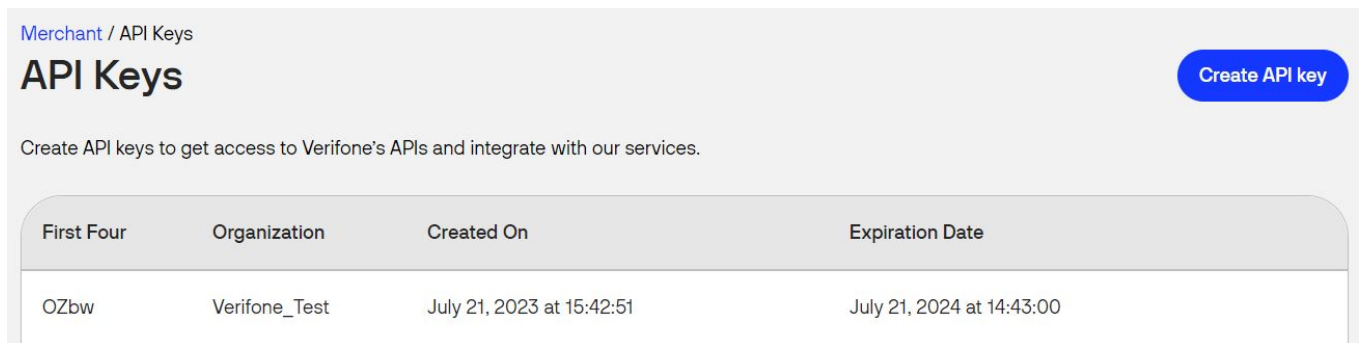 Merchant / API Keys
API Keys
Create API key
Create API keys to get access to Verifone's APIs and integrate with our services.
First Four Organization Created On Expiration Date
OZbw Verifone_Test July 21, 2023 at 15:42:51 July 21, 2024 at 14:43:00